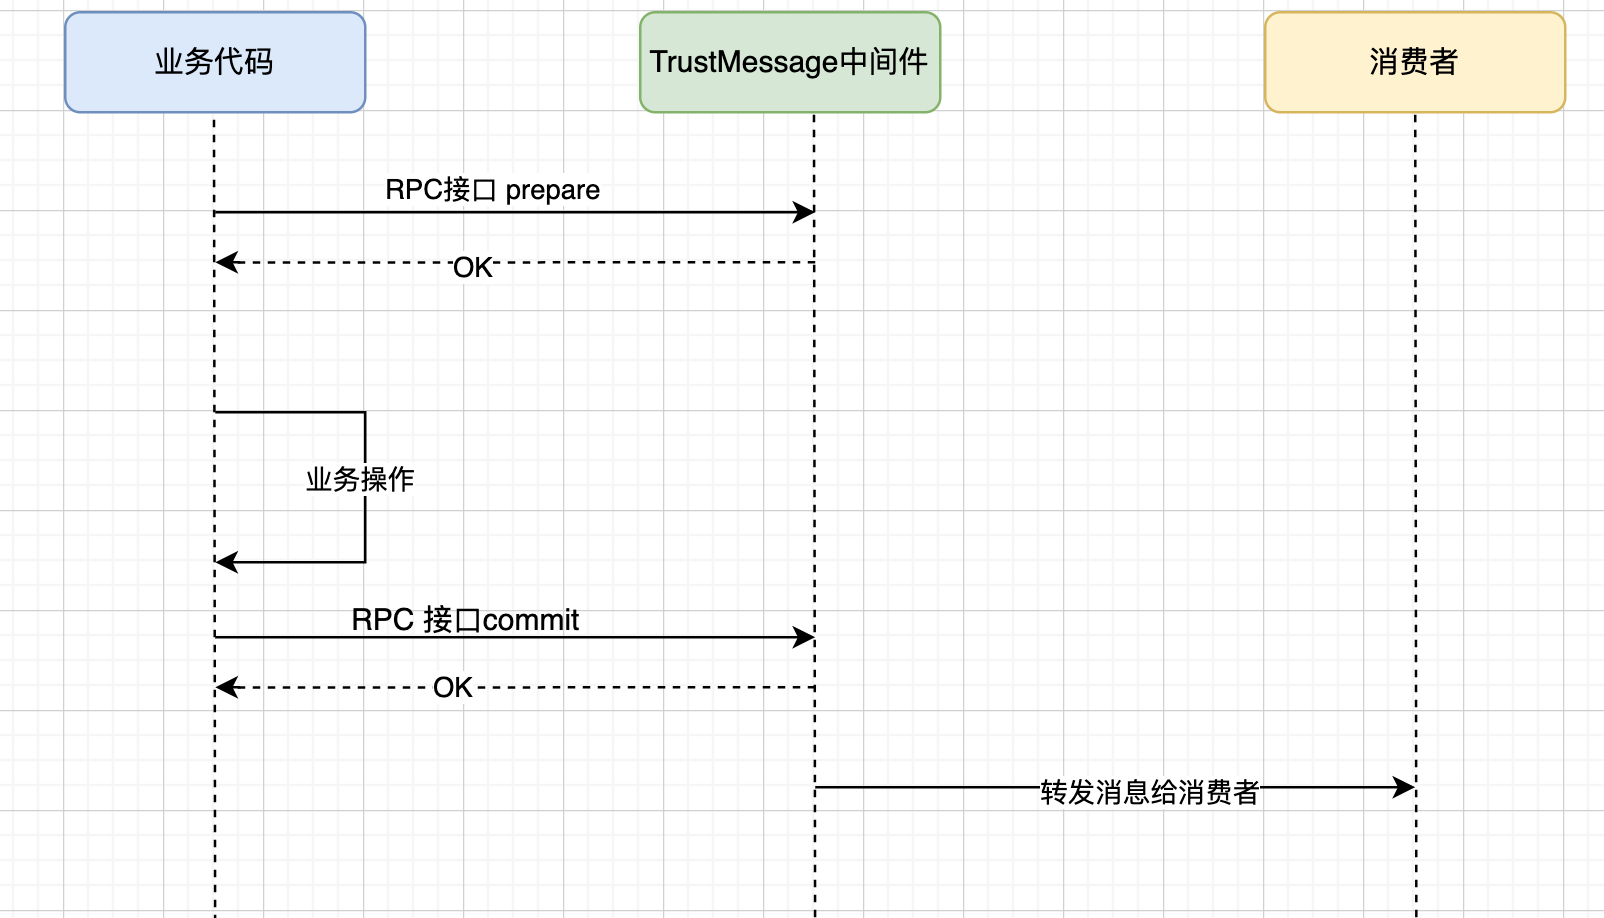 业务代码
TrustMessage中间件
消费者
RPC接口 prepare
OK
业务操作
RPC 接口commit
OK
转发消息给消费者